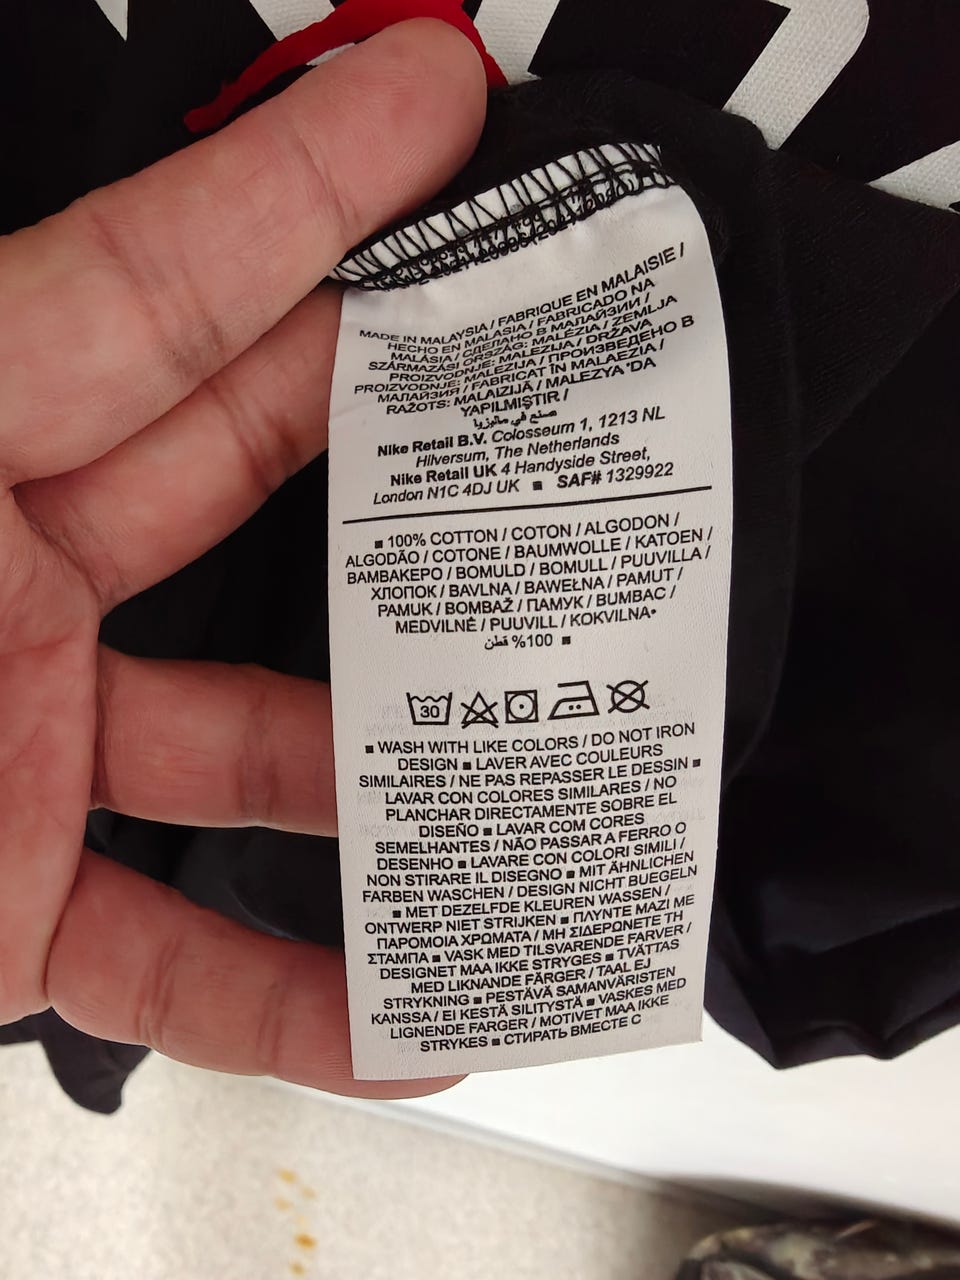 MADE IN MALAYSIA / FABRIQUE EN MALAISIE /
HECHO EN MALASIA / FABRICADO NA
MALÁSIA / СДЕЛАНО В МАЛАЙЗИИ /
SZÁRMAZÁSI ORSZÁG: MALÉZIA / ZEMLJA
PROIZVODNJE: MALEZIJA / DRŽAVA
PROIZVODNJE: MALEZIJA / ПРОИЗВЕДЕНО В
МАЛАЙЗИЯ / FABRICAT ÎN MALAEZIA /
RAŽOTS: MALAIZIJĀ / MALEZYA 'DA
YAPILMIŞTIR /
صنع في ماليزيا
Nike Retail B.V. Colosseum 1, 1213 NL
Hilversum, The Netherlands
Nike Retail UK 4 Handyside Street,
London N1C 4DJ UK ■ SAF# 1329922
■ 100% COTTON / COTON / ALGODON /
ALGODÃO / COTONE / BAUMWOLLE / KATOEN /
ΒΑΜΒΑΚΕΡΟ / BOMULD / BOMULL / PUUVILLA /
ХЛОПОК / BAVLNA / BAWEŁNA / PAMUT /
PAMUK / BOMBAŽ / ПАМУК / BUMBAC /
MEDVILNĖ / PUUVILL / KOKVILNA•
100% قطن ■
30
■ WASH WITH LIKE COLORS / DO NOT IRON
DESIGN ■ LAVER AVEC COULEURS
SIMILAIRES / NE PAS REPASSER LE DESSIN ■
LAVAR CON COLORES SIMILARES / NO
PLANCHAR DIRECTAMENTE SOBRE EL
DISEÑO ■ LAVAR COM CORES
SEMELHANTES / NÃO PASSAR A FERRO O
DESENHO ■ LAVARE CON COLORI SIMILI /
NON STIRARE IL DISEGNO ■ MIT ÄHNLICHEN
FARBEN WASCHEN / DESIGN NICHT BUEGELN
■ MET DEZELFDE KLEUREN WASSEN /
ONTWERP NIET STRIJKEN ■ ΠΛΥΝΤΕ ΜΑΖΙ ΜΕ
ΠΑΡΟΜΟΙΑ ΧΡΩΜΑΤΑ / ΜΗ ΣΙΔΕΡΩΝΕΤΕ ΤΗ
ΣΤΑΜΠΑ ■ VASK MED TILSVARENDE FARVER /
DESIGNET MAA IKKE STRYGES ■ TVÄTTAS
MED LIKNANDE FÄRGER / TAAL EJ
STRYKNING ■ PESTÄVÄ SAMANVÄRISTEN
KANSSA / EI KESTÄ SILITYSTÄ ■ VASKES MED
LIGNENDE FARGER / MOTIVET MAA IKKE
STRYKES ■ СТИРАТЬ ВМЕСТЕ С